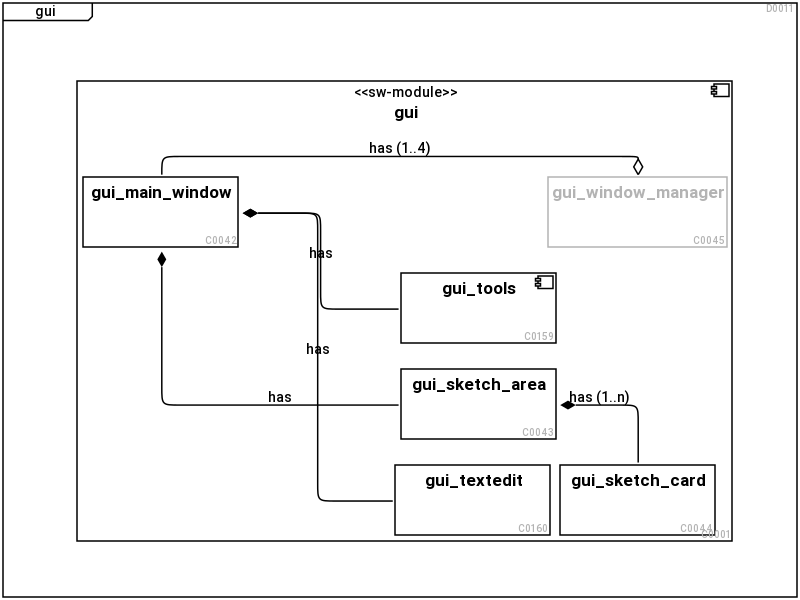 gui
D0011
<<sw-module>>
gui
has (1..4)
gui_main_window
C0042
gui_window_manager
C0045
has
gui_tools
C0159
has
gui_sketch_area
C0043
has
has (1..n)
gui_textedit
C0160
gui_sketch_card
C0044
C0001